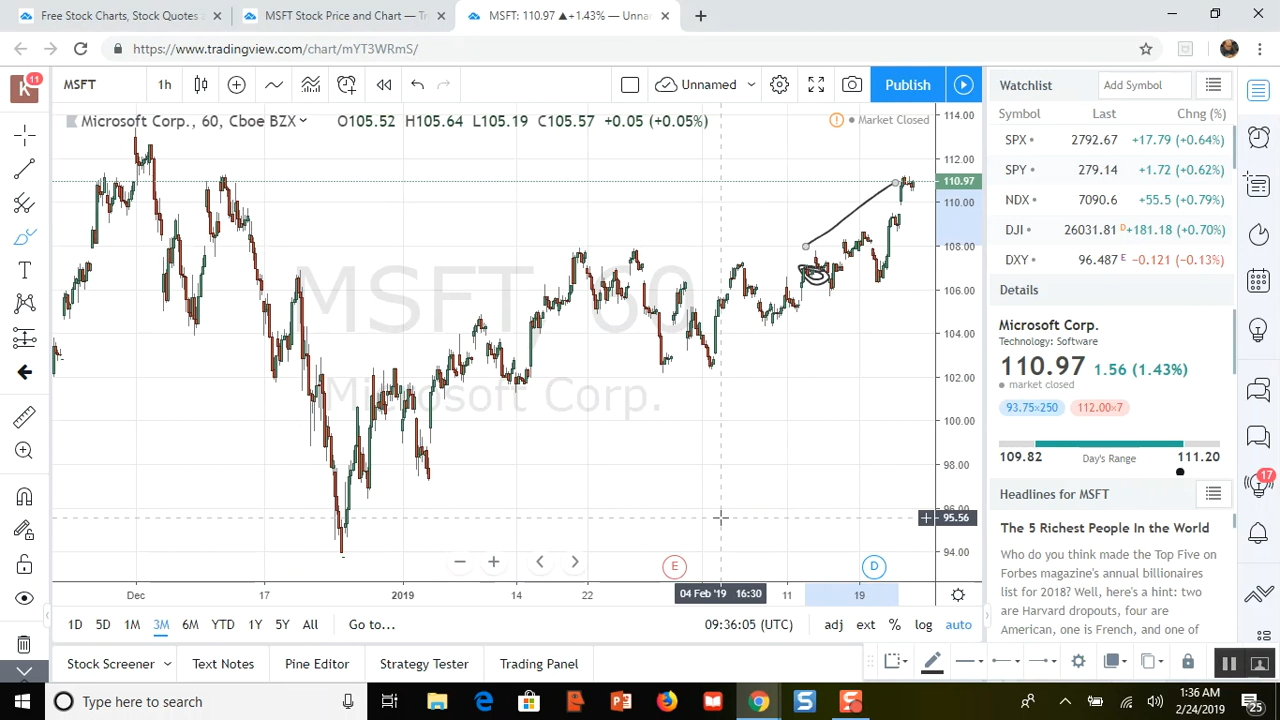 Free Stock Charts, Stock Quotes a
MSFT Stock Price and Chart — Tr
MSFT: 110.97 ▲+1.43% — Unna
https://www.tradingview.com/chart/mYT3WRmS/
K 11
MSFT
1h
Unnamed
Publish
Microsoft Corp., 60, Cboe BZX
O105.52 H105.64 L105.19 C105.57 +0.05 (+0.05%)
Market Closed
MSFT, 60
Microsoft Corp.
114.00
112.00
110.97
110.00
108.00
106.00
104.00
102.00
100.00
98.00
96.00
95.56
94.00
E
D
Dec
17
2019
14
22
04 Feb '19 16:30
11
19
1D 5D 1M 3M 6M YTD 1Y 5Y All Go to...
09:36:05 (UTC)
adj ext % log auto
Stock Screener
Text Notes
Pine Editor
Strategy Tester
Trading Panel
Watchlist
Add Symbol
Symbol Last Chng (%)
SPX 2792.67 +17.79 (+0.64%)
SPY 279.14 +1.72 (+0.62%)
NDX 7090.6 +55.5 (+0.79%)
DJI 26031.81 D +181.18 (+0.70%)
DXY 96.487 E −0.121 (−0.13%)
Details
Microsoft Corp.
Technology: Software
110.97 1.56 (1.43%)
market closed
93.75×250 112.00×7
109.82 Day's Range 111.20
Headlines for MSFT
The 5 Richest People In the World
Who do you think made the Top Five on
Forbes magazine's annual billionaires
list for 2018? Well, here's a hint: two
are Harvard dropouts, four are
American, one is French, and one of
17
Type here to search
1:36 AM
2/24/2019
25